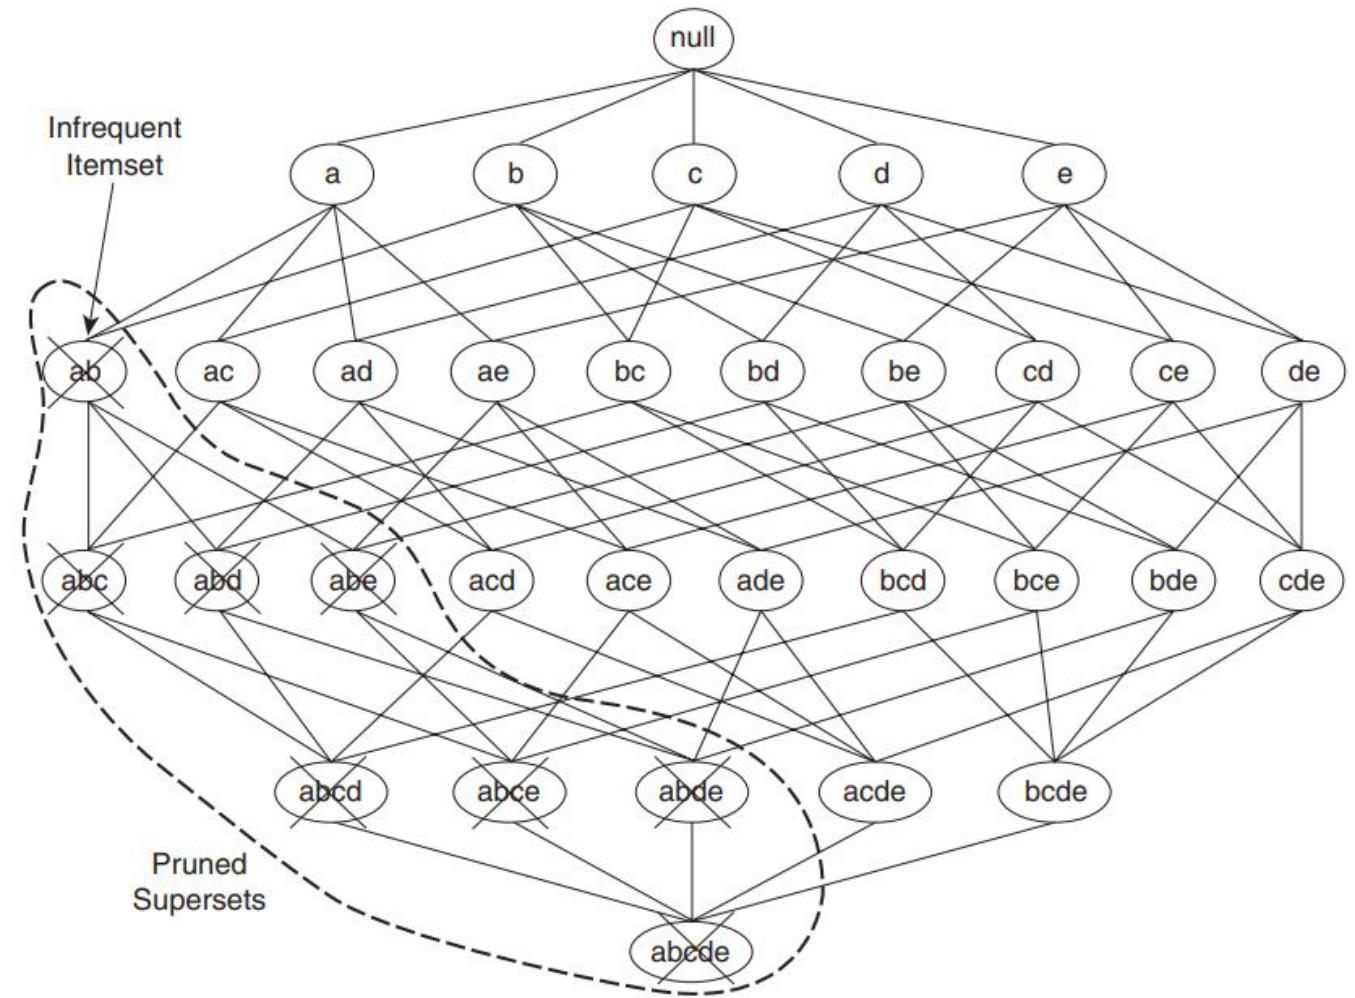 null
Infrequent
Itemset
a
b
c
d
e
ab
ac
ad
ae
bc
bd
be
cd
ce
de
abc
abd
abe
acd
ace
ade
bcd
bce
bde
cde
abcd
abce
abde
acde
bcde
Pruned
Supersets
abcde